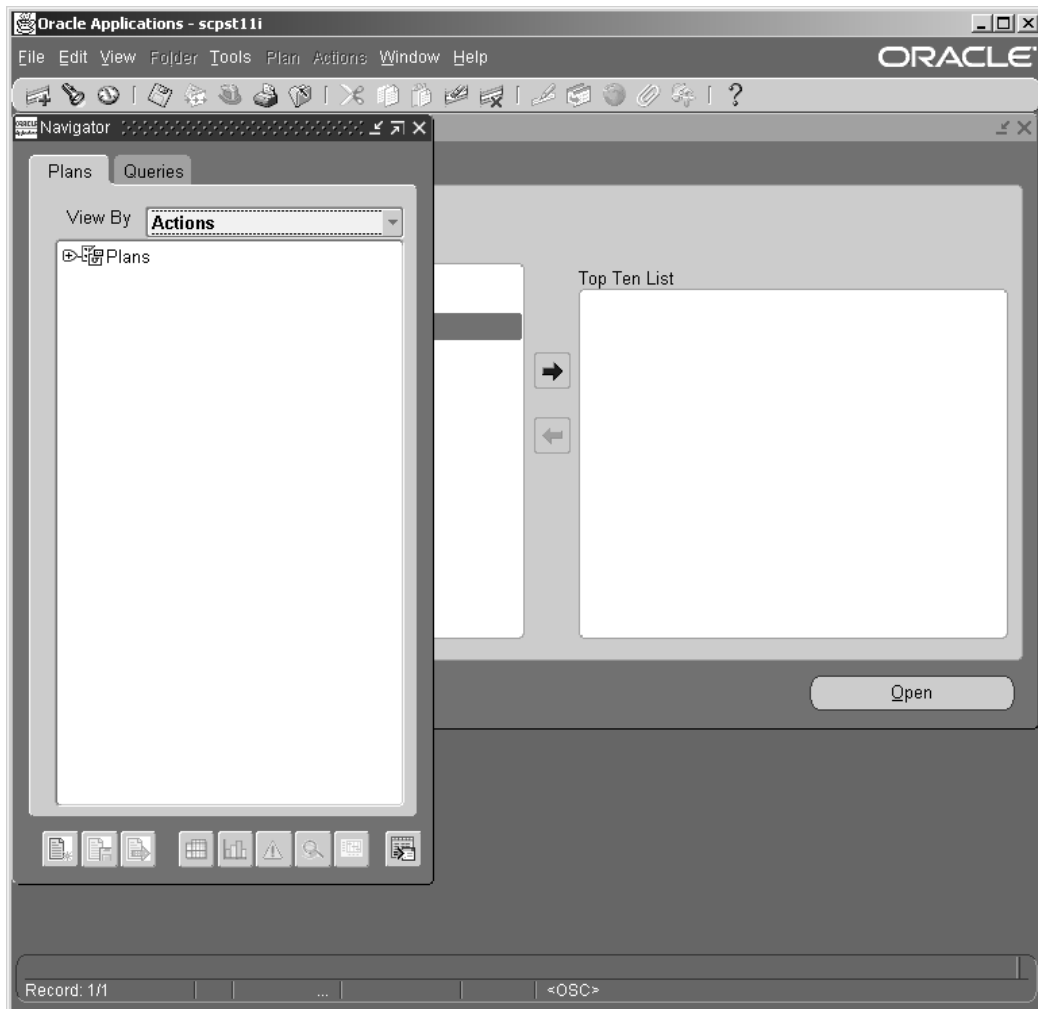 Oracle Applications - scpst11i
File Edit View Folder Tools Plan Actions Window Help
ORACLE
?
Navigator
Plans Queries
View By Actions
Plans
Top Ten List
Open
Record: 1/1 ... <OSC>